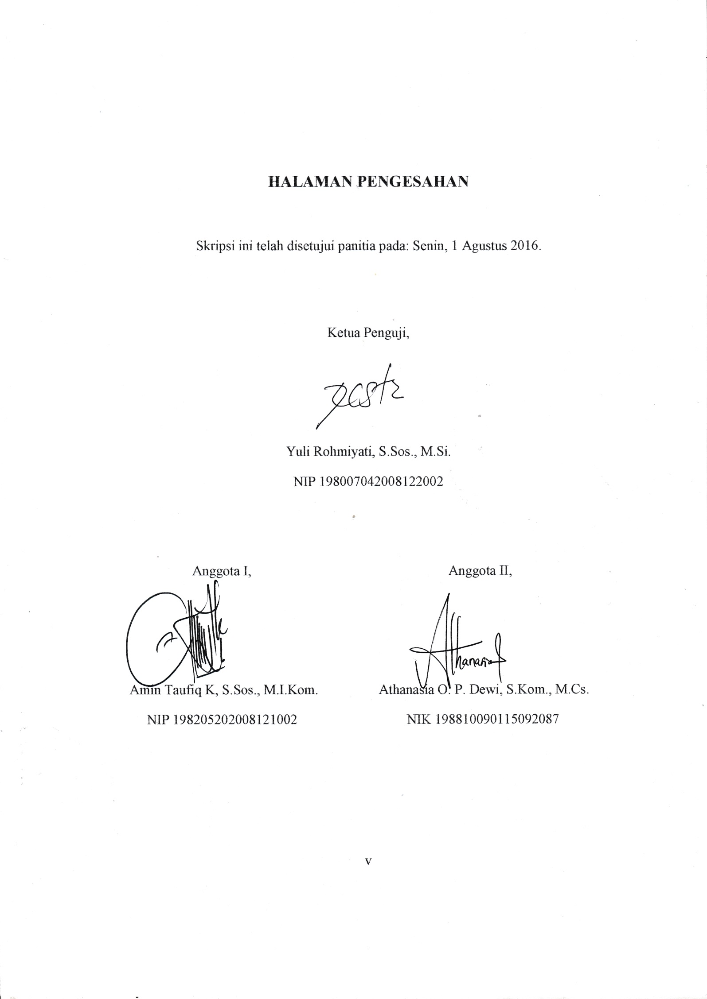 HALAMAN PENGESAHAN
Skripsi ini telah disetujui panitia pada: Senin, 1 Agustus 2016.
Ketua Penguji,
Yuli Rohmiyati, S.Sos., M.Si.
NIP 198007042008122002
Anggota I,
Anggota II,
Athanasia
Amin Taufiq K, S.Sos., M.I.Kom.
Athanasia O. P. Dewi, S.Kom., M.Cs.
NIP 198205202008121002
NIK 198810090115092087
v